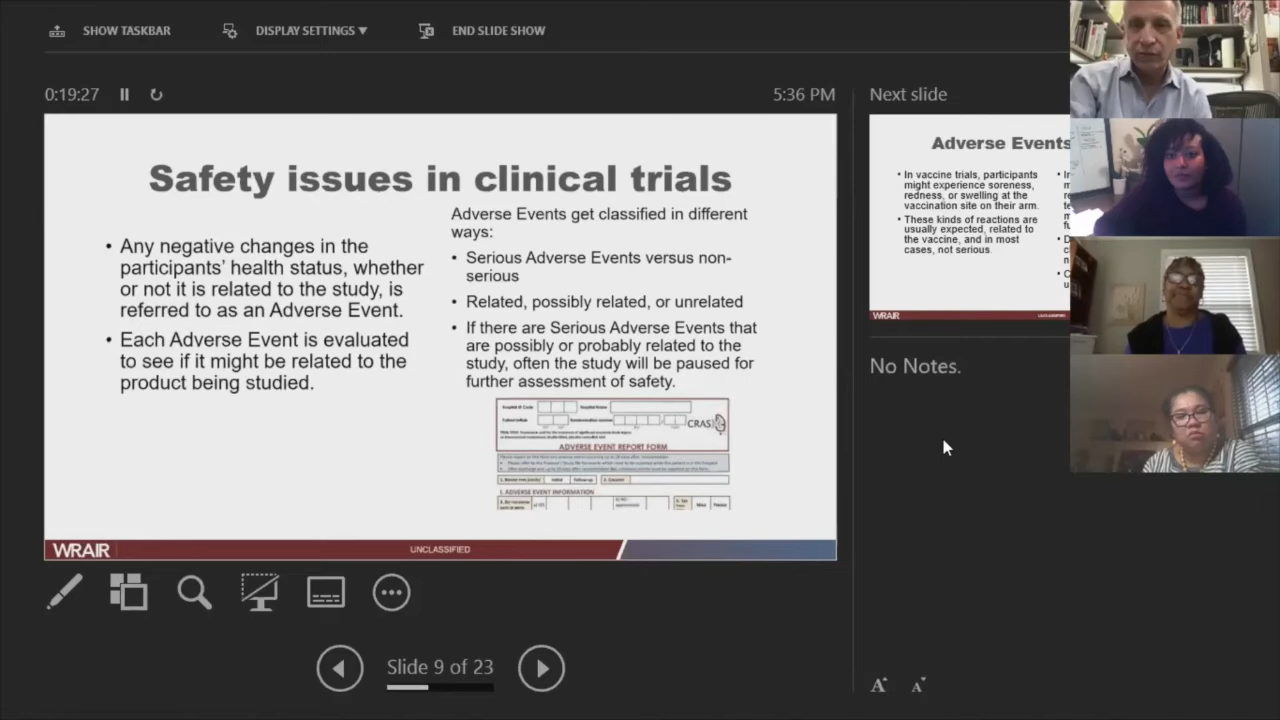 SHOW TASKBAR
DISPLAY SETTINGS ▼
END SLIDE SHOW
0:19:27
5:36 PM
Safety issues in clinical trials
• Any negative changes in the
participants’ health status, whether
or not it is related to the study, is
referred to as an Adverse Event.
• Each Adverse Event is evaluated
to see if it might be related to the
product being studied.
Adverse Events get classified in different
ways:
• Serious Adverse Events versus non-
serious
• Related, possibly related, or unrelated
• If there are Serious Adverse Events that
are possibly or probably related to the
study, often the study will be paused for
further assessment of safety.
CRASH
ADVERSE EVENT REPORT FORM
1. ADVERSE EVENT INFORMATION
WRAIR
UNCLASSIFIED
Slide 9 of 23
Next slide
Adverse Events
• In vaccine trials, participants
might experience soreness,
redness, or swelling at the
vaccination site on their arm.
• These kinds of reactions are
usually expected, related to
the vaccine, and in most
cases, not serious.
WRAIR
UNCLASSIFIED
No Notes.
A A